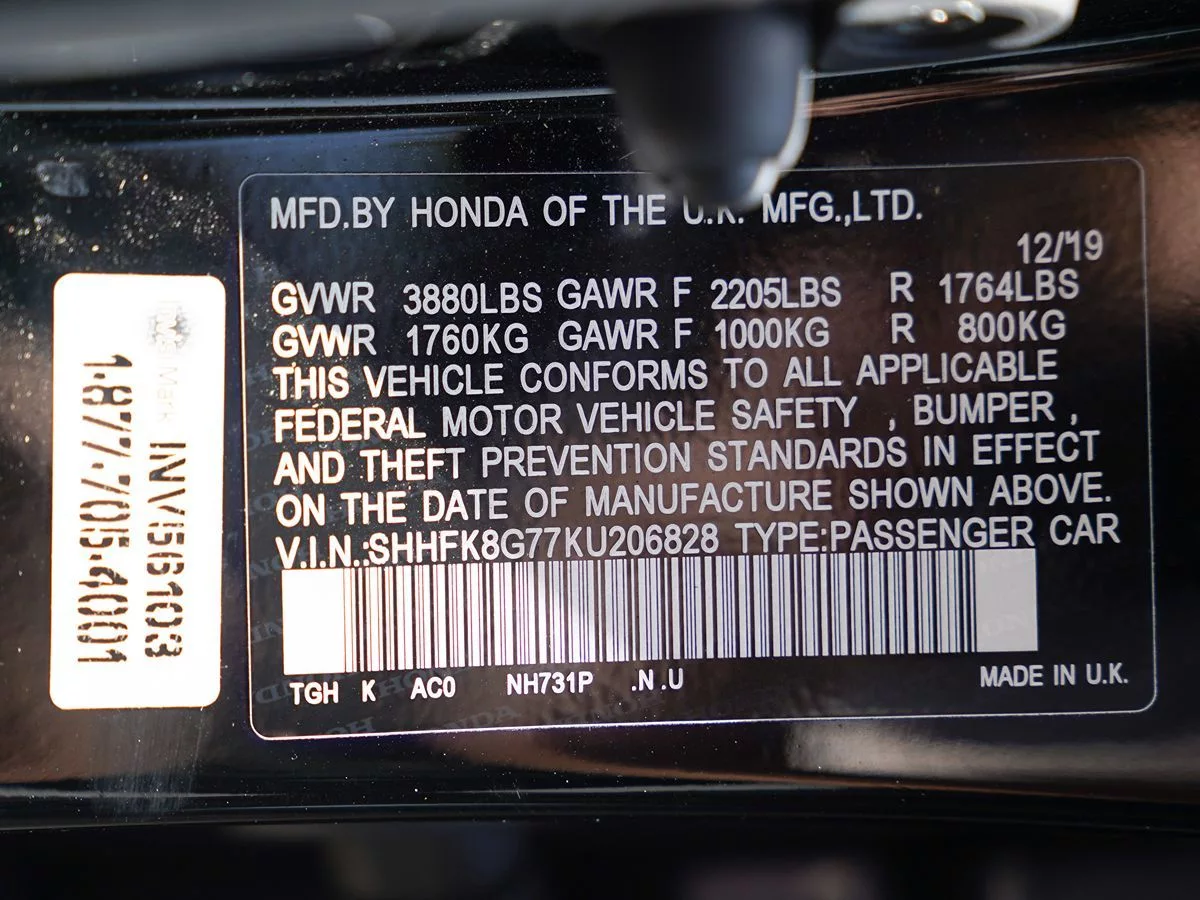 MFD.BY HONDA OF THE U.K. MFG.,LTD.
12/'19
GVWR 3880LBS GAWR F 2205LBS R 1764LBS
GVWR 1760KG GAWR F 1000KG R 800KG
THIS VEHICLE CONFORMS TO ALL APPLICABLE
FEDERAL MOTOR VEHICLE SAFETY , BUMPER ,
AND THEFT PREVENTION STANDARDS IN EFFECT
ON THE DATE OF MANUFACTURE SHOWN ABOVE.
V.I.N.:SHHFK8G77KU206828 TYPE:PASSENGER CAR
TGH K AC0 NH731P .N .U
MADE IN U.K.
INV56103
1.877.705.4001